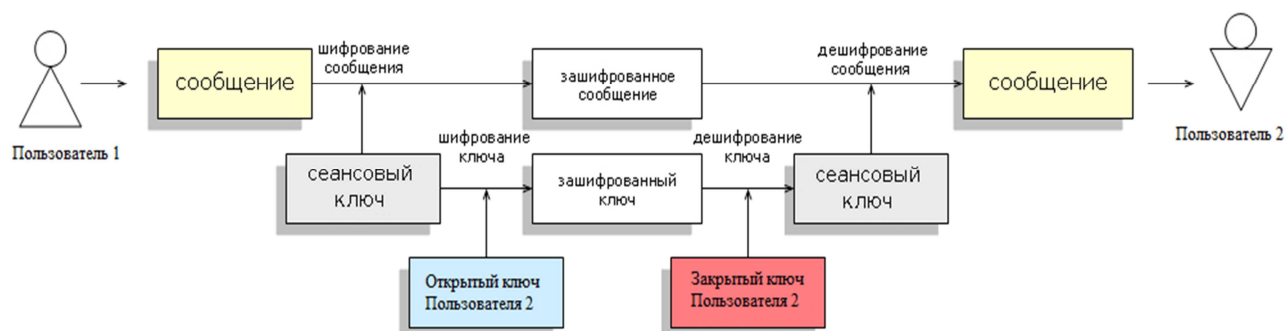 шифрование
сообщения
дешифрование
сообщения
сообщение
зашифрованное
сообщение
сообщение
Пользователь 1
Пользователь 2
шифрование
ключа
дешифрование
ключа
сеансовый
ключ
зашифрованный
ключ
сеансовый
ключ
Открытый ключ
Пользователя 2
Закрытый ключ
Пользователя 2